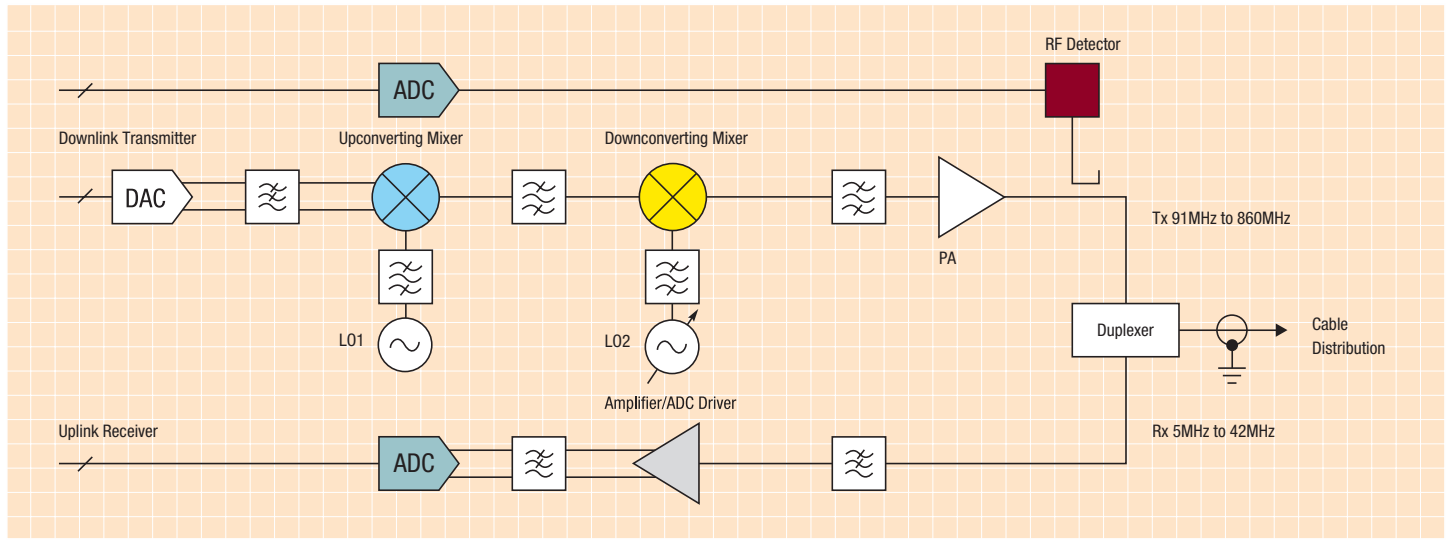 RF Detector
ADC
Downlink Transmitter
Upconverting Mixer
Downconverting Mixer
DAC
Tx 91MHz to 860MHz
PA
LO1
LO2
Duplexer
Cable
Distribution
Amplifier/ADC Driver
Uplink Receiver
Rx 5MHz to 42MHz
ADC